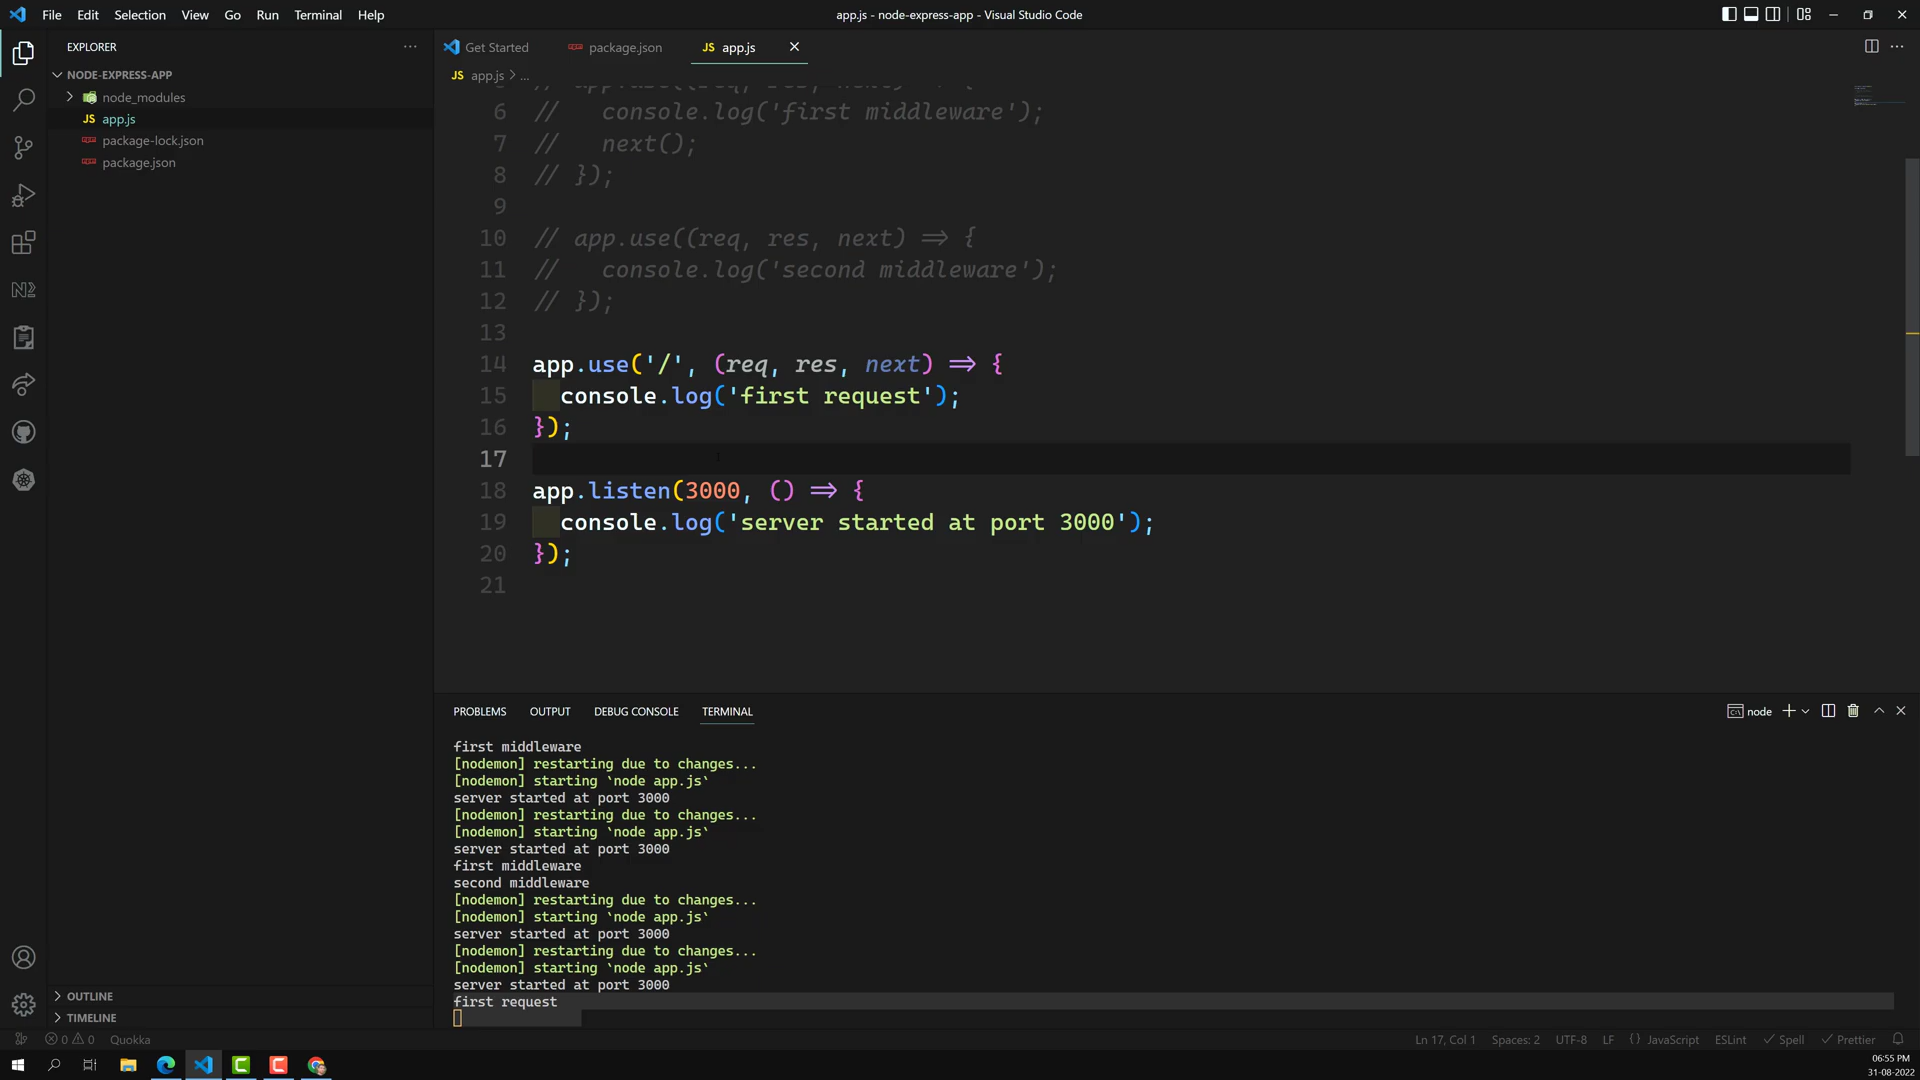 File Edit Selection View Go Run Terminal Help
app.js - node-express-app - Visual Studio Code
EXPLORER
NODE-EXPRESS-APP
node_modules
JS app.js
package-lock.json
package.json
OUTLINE
TIMELINE
Get Started
package.json
JS app.js
JS app.js > ...
6 //   console.log('first middleware');
7 //   next();
8 // });
9
10 // app.use((req, res, next) => {
11 //   console.log('second middleware');
12 // });
13
14 app.use('/', (req, res, next) => {
15   console.log('first request');
16 });
17
18 app.listen(3000, () => {
19   console.log('server started at port 3000');
20 });
21
PROBLEMS OUTPUT DEBUG CONSOLE TERMINAL
node
first middleware
[nodemon] restarting due to changes...
[nodemon] starting `node app.js`
server started at port 3000
[nodemon] restarting due to changes...
[nodemon] starting `node app.js`
server started at port 3000
first middleware
second middleware
[nodemon] restarting due to changes...
[nodemon] starting `node app.js`
server started at port 3000
[nodemon] restarting due to changes...
[nodemon] starting `node app.js`
server started at port 3000
first request
0 0 Quokka
Ln 17, Col 1 Spaces: 2 UTF-8 LF {} JavaScript ESLint Spell Prettier
06:55 PM
31-08-2022